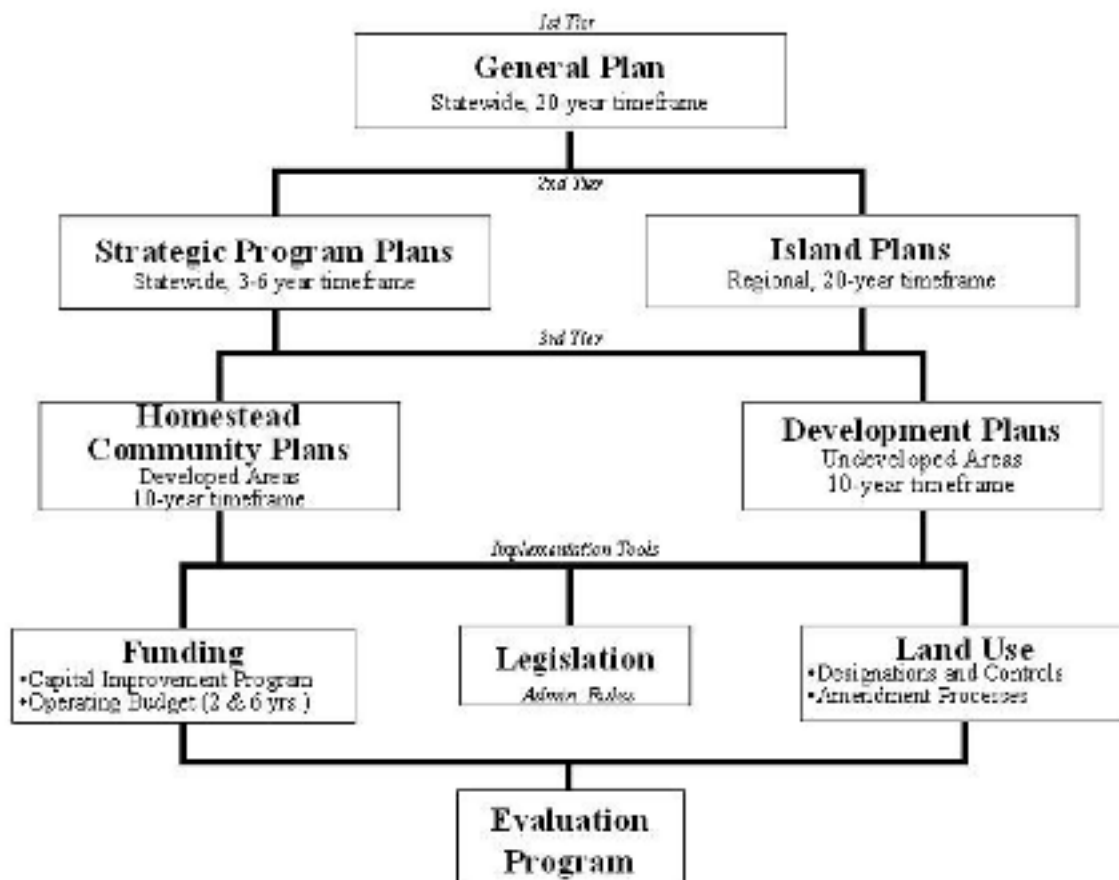 1st Tier
General Plan
Statewide, 20-year timeframe
2nd Tier
Strategic Program Plans
Statewide, 3-6 year timeframe
Island Plans
Regional, 20-year timeframe
3rd Tier
Homestead
Community Plans
Developed Areas
10-year timeframe
Development Plans
Undeveloped Areas
10-year timeframe
Implementation Tools
Funding
•Capital Improvement Program
•Operating Budget (2 & 6 yrs.)
Legislation
Admin. Rules
Land Use
•Designations and Controls
•Amendment Processes
Evaluation
Program